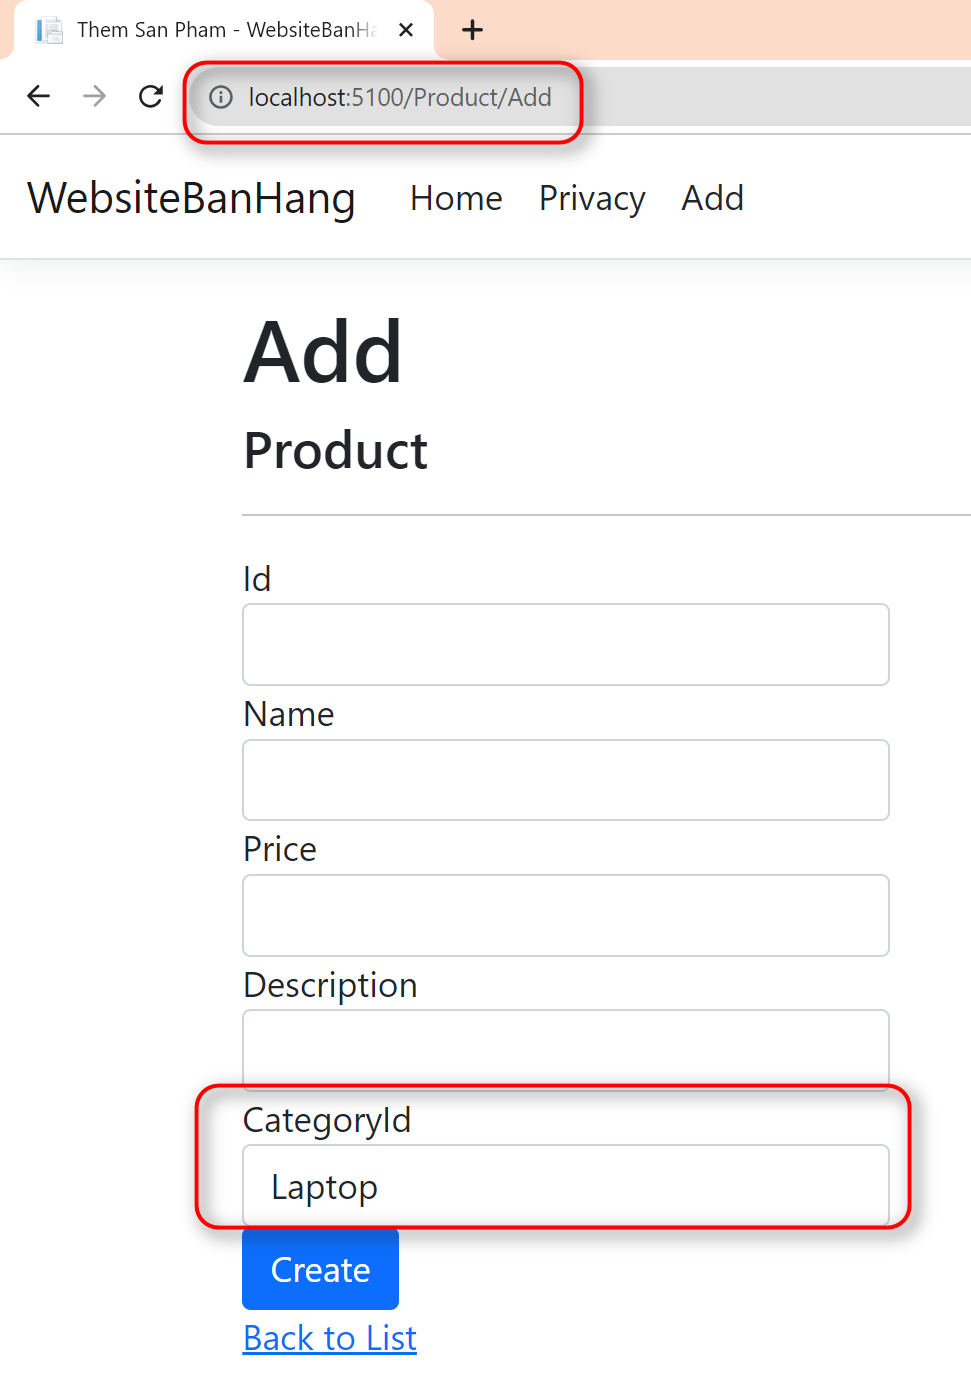 Them San Pham - WebsiteBanHa
localhost:5100/Product/Add
WebsiteBanHang Home Privacy Add
Add
Product
Id
Name
Price
Description
CategoryId
Laptop
Create
Back to List